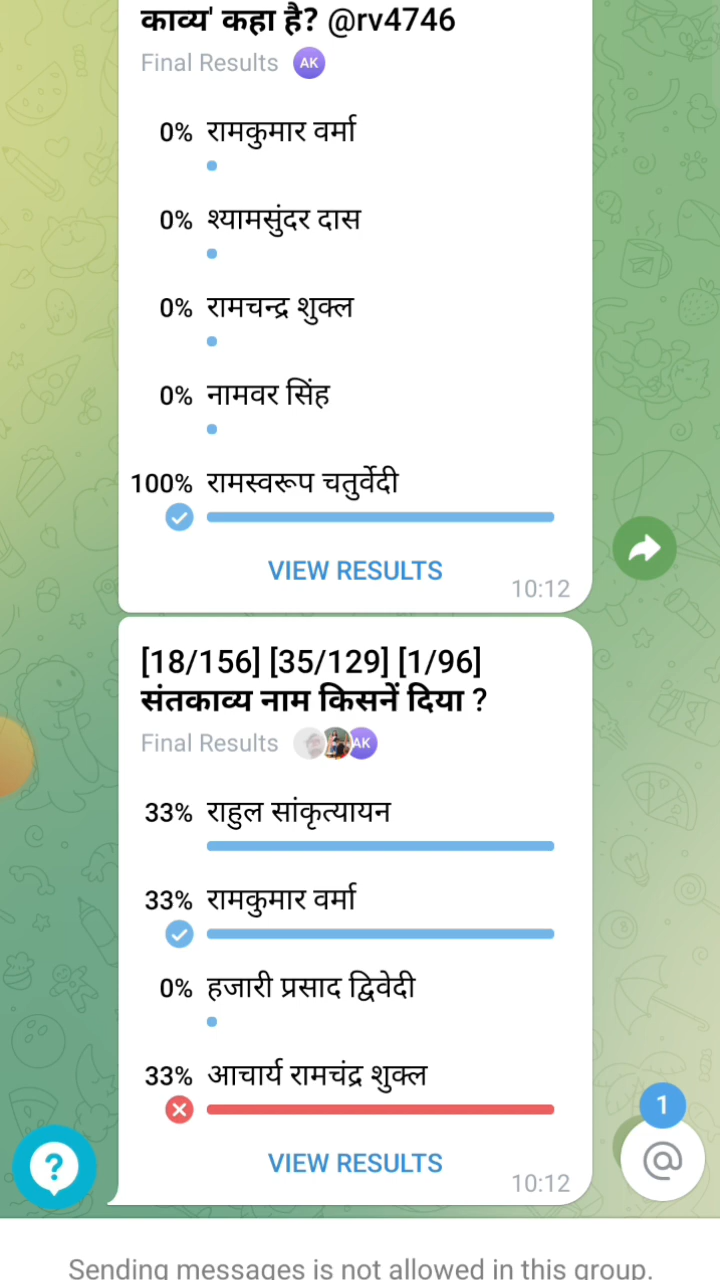 काव्य' कहा है? @rv4746
Final Results AK
0% रामकुमार वर्मा
0% श्यामसुंदर दास
0% रामचन्द्र शुक्ल
0% नामवर सिंह
100% रामस्वरूप चतुर्वेदी
VIEW RESULTS
10:12
[18/156] [35/129] [1/96]
संतकाव्य नाम किसनें दिया ?
Final Results AK
33% राहुल सांकृत्यायन
33% रामकुमार वर्मा
0% हजारी प्रसाद द्विवेदी
33% आचार्य रामचंद्र शुक्ल
1
VIEW RESULTS
?
@
10:12
Sending messages is not allowed in this group.